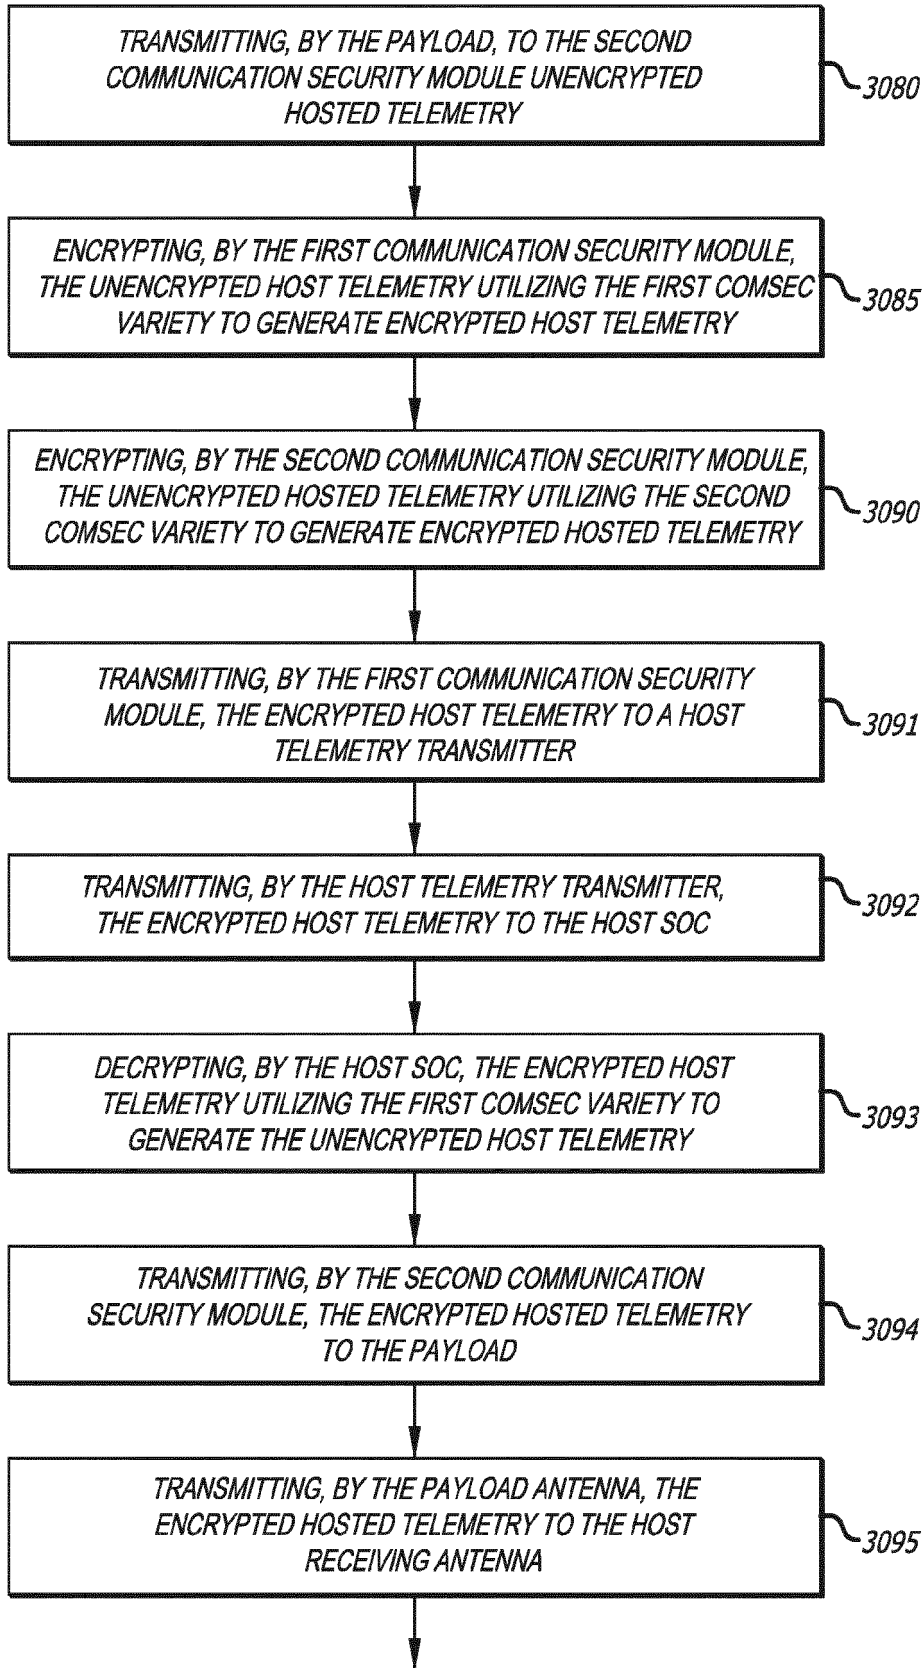 TRANSMITTING, BY THE PAYLOAD, TO THE SECOND
COMMUNICATION SECURITY MODULE UNENCRYPTED
HOSTED TELEMETRY
3080
ENCRYPTING, BY THE FIRST COMMUNICATION SECURITY MODULE,
THE UNENCRYPTED HOST TELEMETRY UTILIZING THE FIRST COMSEC
VARIETY TO GENERATE ENCRYPTED HOST TELEMETRY
3085
ENCRYPTING, BY THE SECOND COMMUNICATION SECURITY MODULE,
THE UNENCRYPTED HOSTED TELEMETRY UTILIZING THE SECOND
COMSEC VARIETY TO GENERATE ENCRYPTED HOSTED TELEMETRY
3090
TRANSMITTING, BY THE FIRST COMMUNICATION SECURITY
MODULE, THE ENCRYPTED HOST TELEMETRY TO A HOST
TELEMETRY TRANSMITTER
3091
TRANSMITTING, BY THE HOST TELEMETRY TRANSMITTER,
THE ENCRYPTED HOST TELEMETRY TO THE HOST SOC
3092
DECRYPTING, BY THE HOST SOC, THE ENCRYPTED HOST
TELEMETRY UTILIZING THE FIRST COMSEC VARIETY TO
GENERATE THE UNENCRYPTED HOST TELEMETRY
3093
TRANSMITTING, BY THE SECOND COMMUNICATION
SECURITY MODULE, THE ENCRYPTED HOSTED TELEMETRY
TO THE PAYLOAD
3094
TRANSMITTING, BY THE PAYLOAD ANTENNA, THE
ENCRYPTED HOSTED TELEMETRY TO THE HOST
RECEIVING ANTENNA
3095